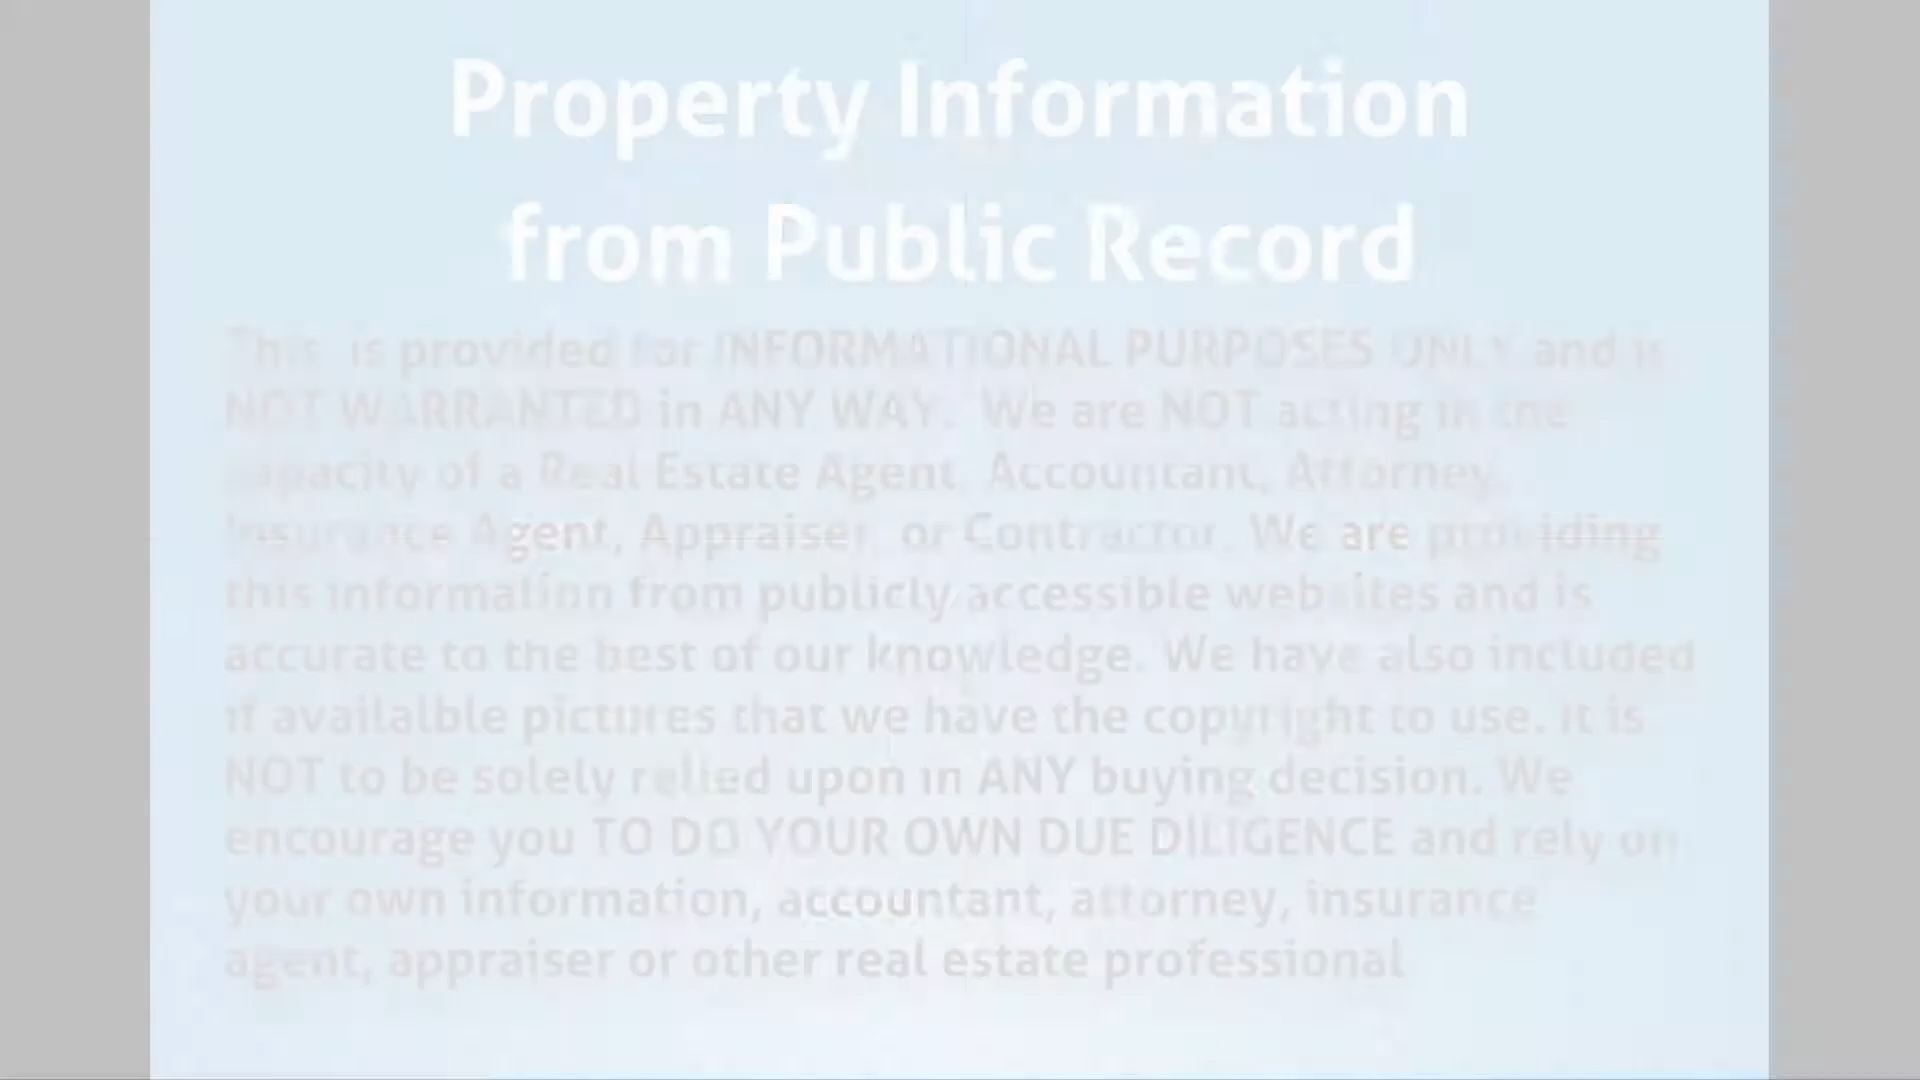 Property Information
from Public Record
This is provided for INFORMATIONAL PURPOSES ONLY and is
NOT WARRANTED in ANY WAY. We are NOT acting in the
capacity of a Real Estate Agent, Accountant, Attorney,
Insurance Agent, Appraiser, or Contractor. We are providing
this information from publicly accessible websites and is
accurate to the best of our knowledge. We have also included
if availalble pictures that we have the copyright to use. It is
NOT to be solely relied upon in ANY buying decision. We
encourage you TO DO YOUR OWN DUE DILIGENCE and rely on
your own information, accountant, attorney, insurance
agent, appraiser or other real estate professional